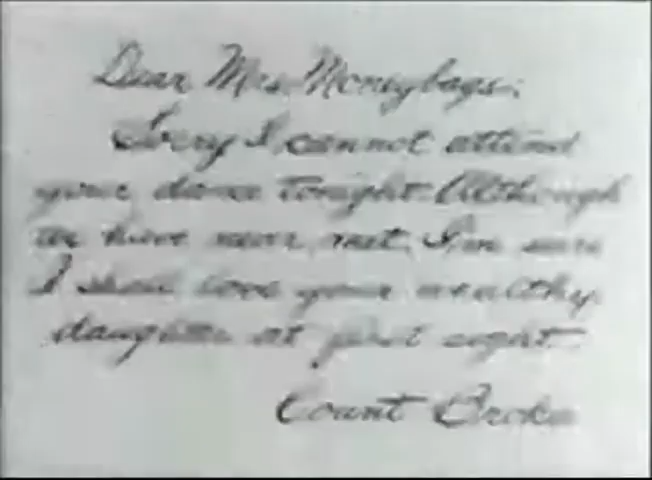 Dear Mrs. Moneybags:
Sorry I cannot attend
your dance tonight. Although
we have never met, I'm sure
I shall love your wealthy
daughter at first sight.
Count Broke